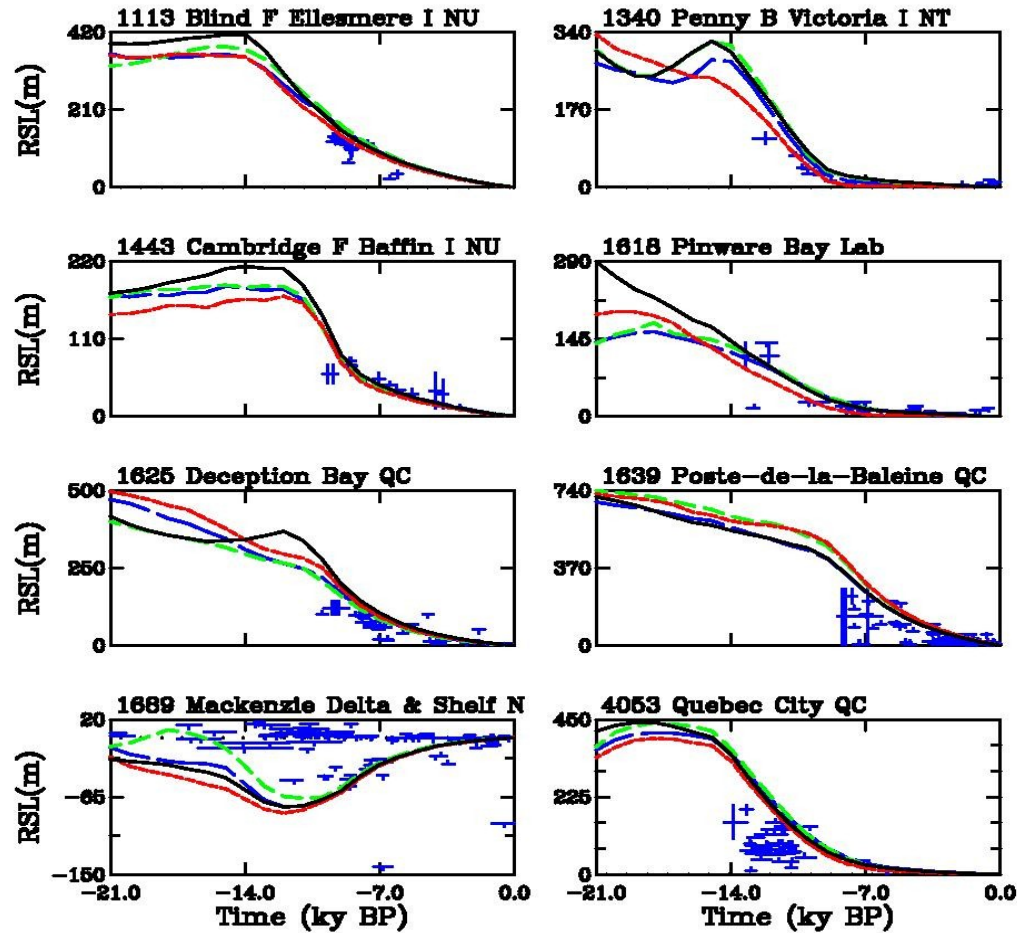 1113 Blind F Ellesmere I NU
1340 Penny B Victoria I NT
420
210
0
RSL(m)
340
170
0
1443 Cambridge F Baffin I NU
1618 Pinware Bay Lab
220
110
0
RSL(m)
290
145
0
1625 Deception Bay QC
1639 Poste-de-la-Baleine QC
500
250
0
RSL(m)
740
370
0
1689 Mackenzie Delta & Shelf N
4053 Quebec City QC
20
-65
-150
RSL(m)
450
225
0
-21.0 -14.0 -7.0 0.0
-21.0 -14.0 -7.0 0.0
Time (ky BP)
Time (ky BP)